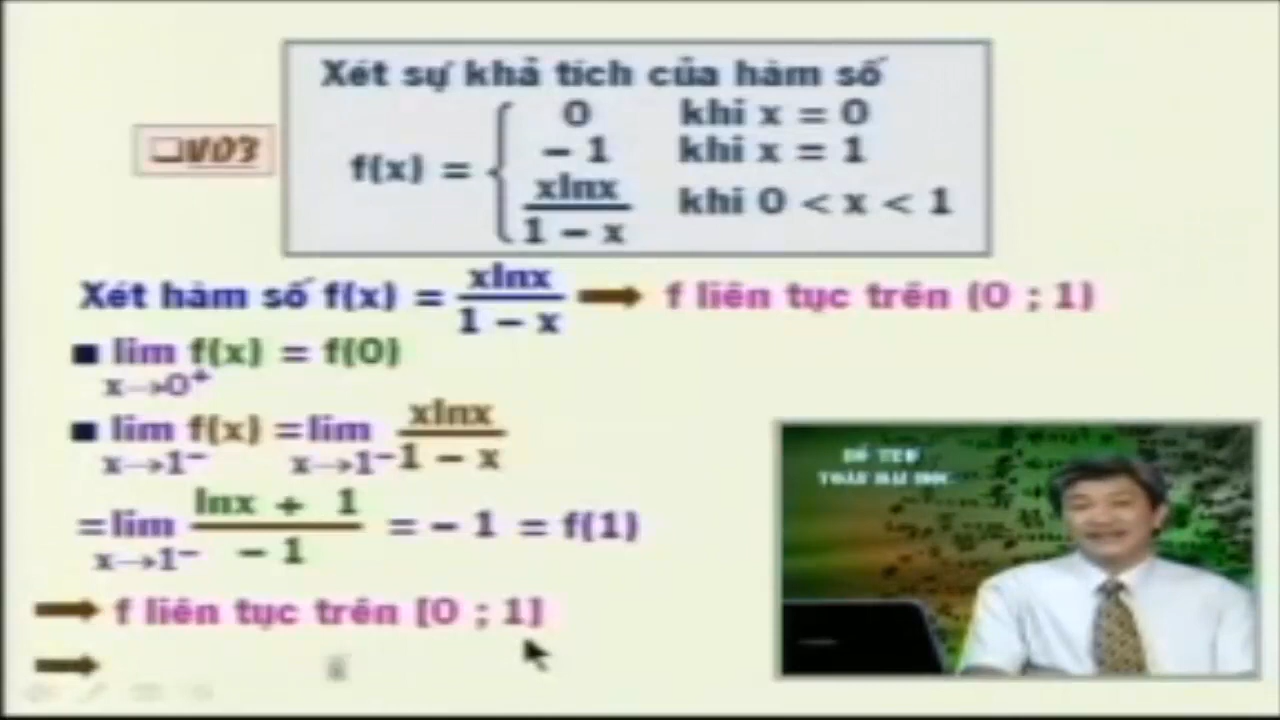 Xét sự khả tích của hàm số
❑VD3
f(x) = { 0 khi x = 0
− 1 khi x = 1
xlnx / 1 − x khi 0 < x < 1
Xét hàm số f(x) = xlnx / 1 − x ➡ f liên tục trên (0 ; 1)
■ lim f(x) = f(0)
x→0⁺
■ lim f(x) = lim xlnx / 1 − x
x→1⁻ x→1⁻
= lim lnx + 1 / − 1 = − 1 = f(1)
x→1⁻
➡ f liên tục trên [0 ; 1]
➡